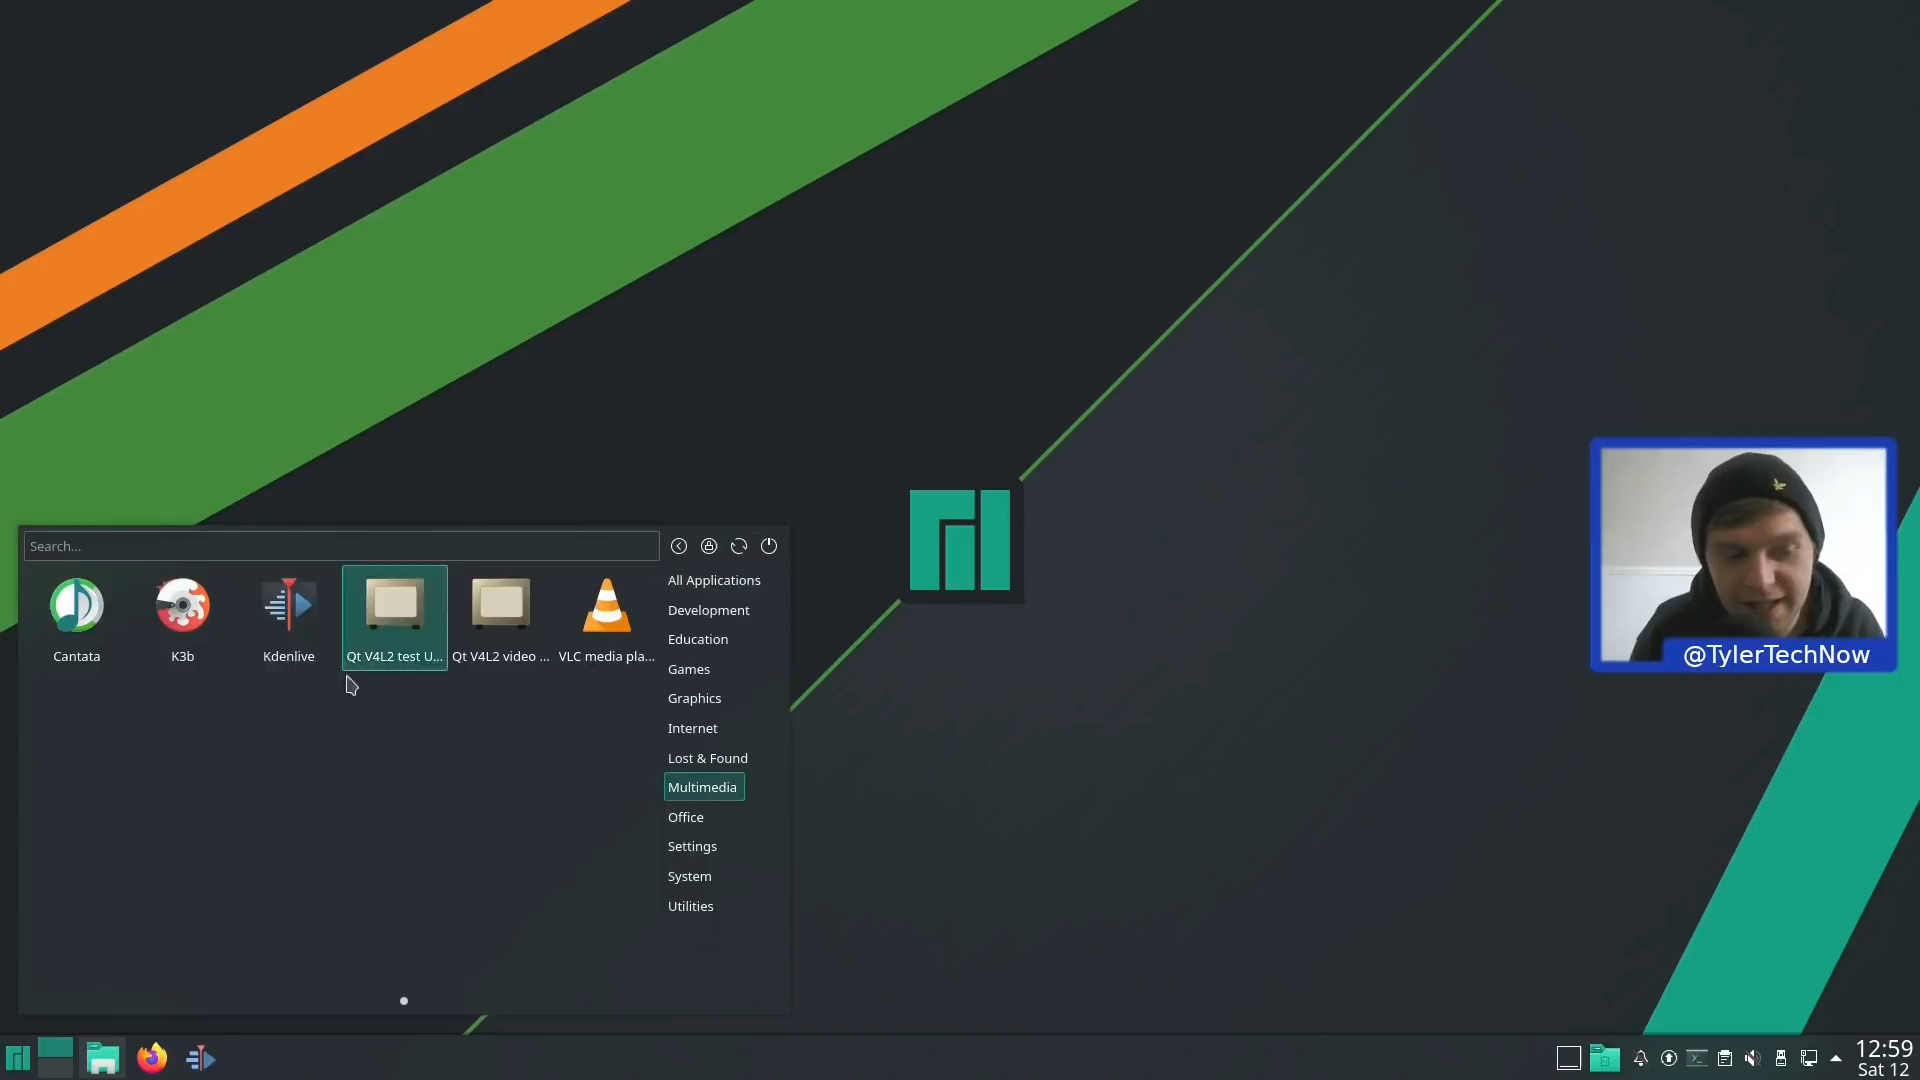 Search...
All Applications
Development
Education
Games
Graphics
Internet
Lost & Found
Multimedia
Office
Settings
System
Utilities
Cantata
K3b
Kdenlive
Qt V4L2 test U...
Qt V4L2 video ...
VLC media pla...
@TylerTechNow
12:59
Sat 12